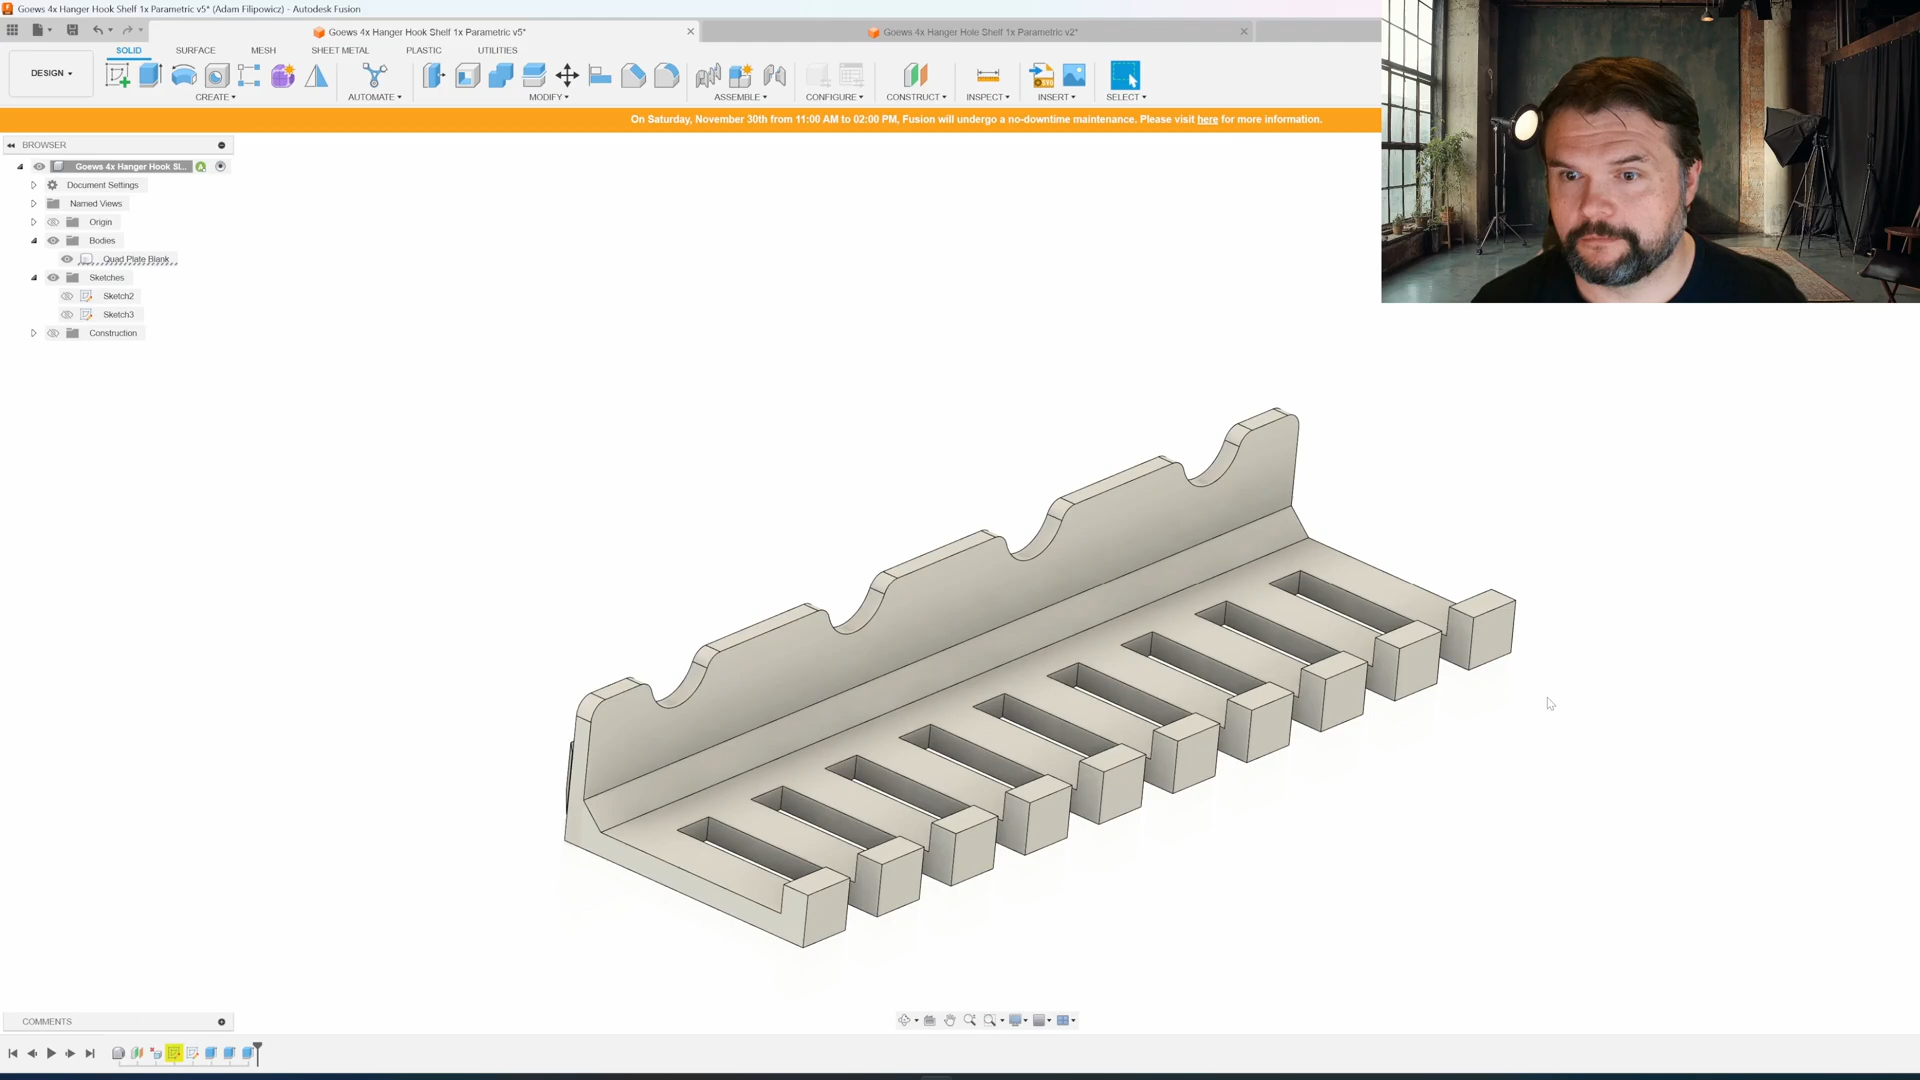 Goews 4x Hanger Hook Shelf 1x Parametric v5* (Adam Filipowicz) - Autodesk Fusion
Goews 4x Hanger Hook Shelf 1x Parametric v5*
Goews 4x Hanger Hole Shelf 1x Parametric v2*
SOLID
SURFACE
MESH
SHEET METAL
PLASTIC
UTILITIES
DESIGN
CREATE
AUTOMATE
MODIFY
ASSEMBLE
CONFIGURE
CONSTRUCT
INSPECT
INSERT
SELECT
On Saturday, November 30th from 11:00 AM to 02:00 PM, Fusion will undergo a no-downtime maintenance. Please visit here for more information.
BROWSER
Goews 4x Hanger Hook Sl...
Document Settings
Named Views
Origin
Bodies
Quad Plate Blank
Sketches
Sketch2
Sketch3
Construction
COMMENTS